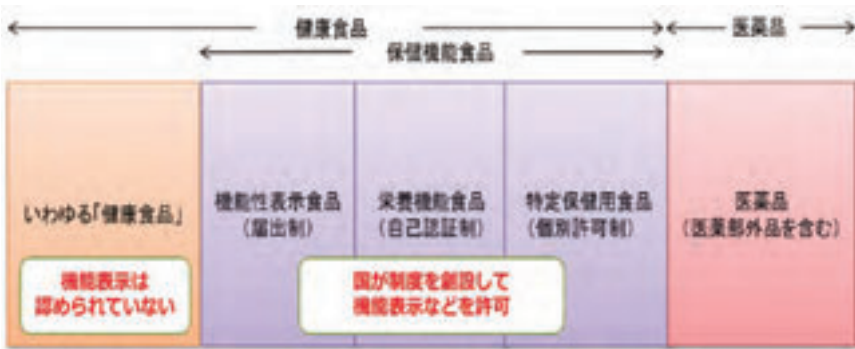 健康食品
医薬品
保健機能食品
いわゆる「健康食品」
機能性表示食品
(届出制)
栄養機能食品
(自己認証制)
特定保健用食品
(個別許可制)
医薬品
(医薬部外品を含む)
機能表示は
認められていない
国が制度を創設して
機能表示などを許可